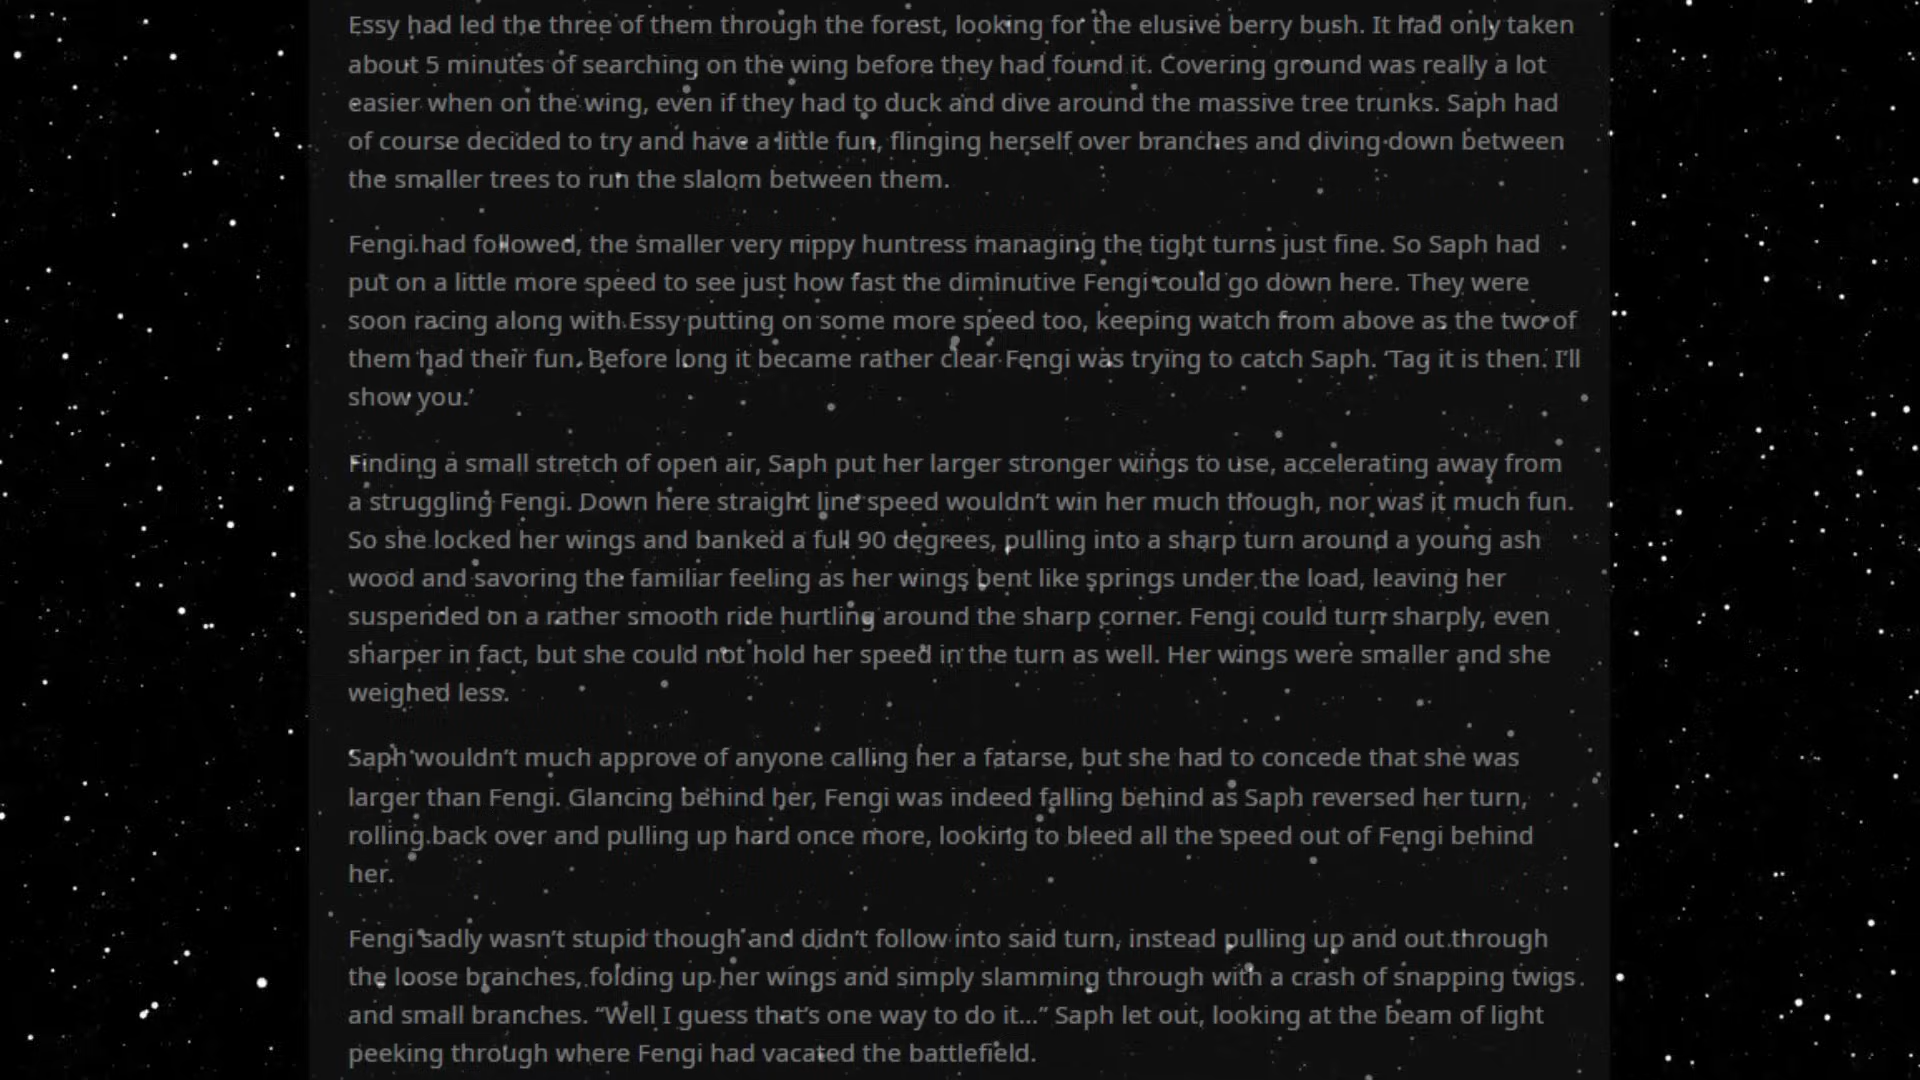 Essy had led the three of them through the forest, looking for the elusive berry bush. It had only taken
about 5 minutes of searching on the wing before they had found it. Covering ground was really a lot
easier when on the wing, even if they had to duck and dive around the massive tree trunks. Saph had
of course decided to try and have a little fun, flinging herself over branches and diving down between
the smaller trees to run the slalom between them.
Fengi had followed, the smaller very nippy huntress managing the tight turns just fine. So Saph had
put on a little more speed to see just how fast the diminutive Fengi could go down here. They were
soon racing along with Essy putting on some more speed too, keeping watch from above as the two of
them had their fun. Before long it became rather clear Fengi was trying to catch Saph. ‘Tag it is then. I’ll
show you.’
Finding a small stretch of open air, Saph put her larger stronger wings to use, accelerating away from
a struggling Fengi. Down here straight line speed wouldn’t win her much though, nor was it much fun.
So she locked her wings and banked a full 90 degrees, pulling into a sharp turn around a young ash
wood and savoring the familiar feeling as her wings bent like springs under the load, leaving her
suspended on a rather smooth ride hurtling around the sharp corner. Fengi could turn sharply, even
sharper in fact, but she could not hold her speed in the turn as well. Her wings were smaller and she
weighed less.
Saph wouldn’t much approve of anyone calling her a fatarse, but she had to concede that she was
larger than Fengi. Glancing behind her, Fengi was indeed falling behind as Saph reversed her turn,
rolling back over and pulling up hard once more, looking to bleed all the speed out of Fengi behind
her.
Fengi sadly wasn’t stupid though and didn’t follow into said turn, instead pulling up and out through
the loose branches, folding up her wings and simply slamming through with a crash of snapping twigs
and small branches. “Well I guess that’s one way to do it…” Saph let out, looking at the beam of light
peeking through where Fengi had vacated the battlefield.